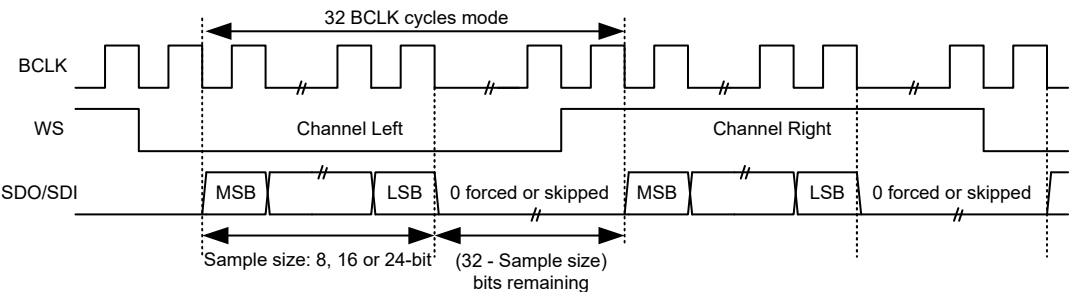 32 BCLK cycles mode
BCLK
WS
Channel Left
Channel Right
SDO/SDI
MSB
LSB
0 forced or skipped
MSB
LSB
0 forced or skipped
Sample size: 8, 16 or 24-bit
(32 - Sample size)
bits remaining